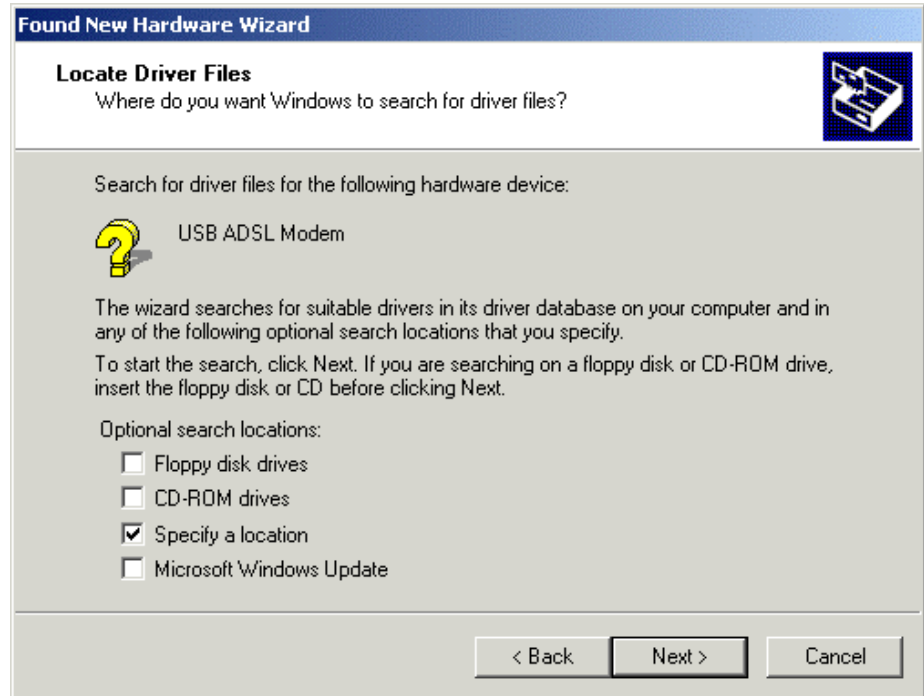 Found New Hardware Wizard
Locate Driver Files
Where do you want Windows to search for driver files?
Search for driver files for the following hardware device:
USB ADSL Modem
The wizard searches for suitable drivers in its driver database on your computer and in
any of the following optional search locations that you specify.
To start the search, click Next. If you are searching on a floppy disk or CD-ROM drive,
insert the floppy disk or CD before clicking Next.
Optional search locations:
Floppy disk drives
CD-ROM drives
Specify a location
Microsoft Windows Update
< Back Next > Cancel